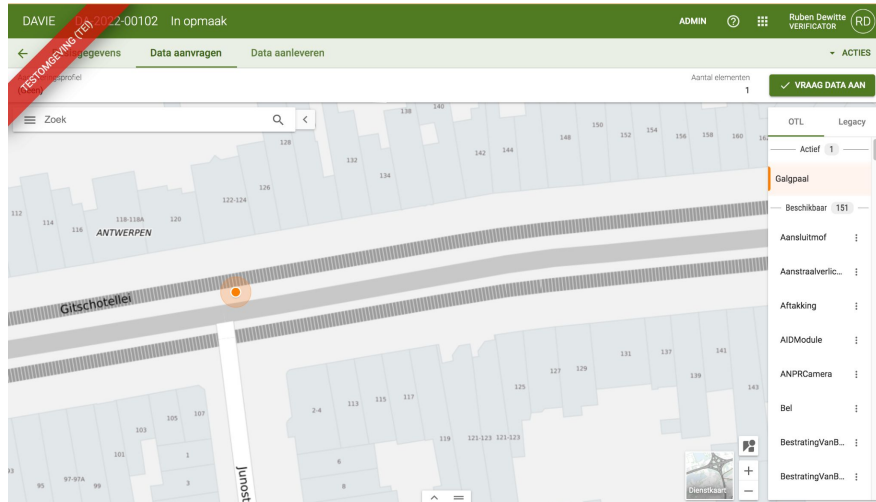 DAVIE DA-2022-00102 In opmaak
ADMIN
Ruben Dewitte
VERIFICATOR
RD
TESTOMGEVING (TEI)
Data aanvragen
Data aanleveren
ACTIES
(Geen)
Aantal elementen
1
VRAAG DATA AAN
Zoek
OTL
Legacy
Actief 1
Galgpaal
Beschikbaar 151
Aansluitmof
Aanstraalverlic...
Aftakking
AIDModule
ANPRCamera
Bel
BestratingVanB...
BestratingVanB...
138
140
128
132
134
142
144
148
150
152
154
156
158
160
126
122-124
112
114
116
118-118A
120
ANTWERPEN
Gitschotellei
131
137
141
127
129
139
143
125
2-4
113
115
117
119
121-123
121-123
105
107
103
101
1
6
3
8
93
95
97-97A
99
Junost
Dienstkaart